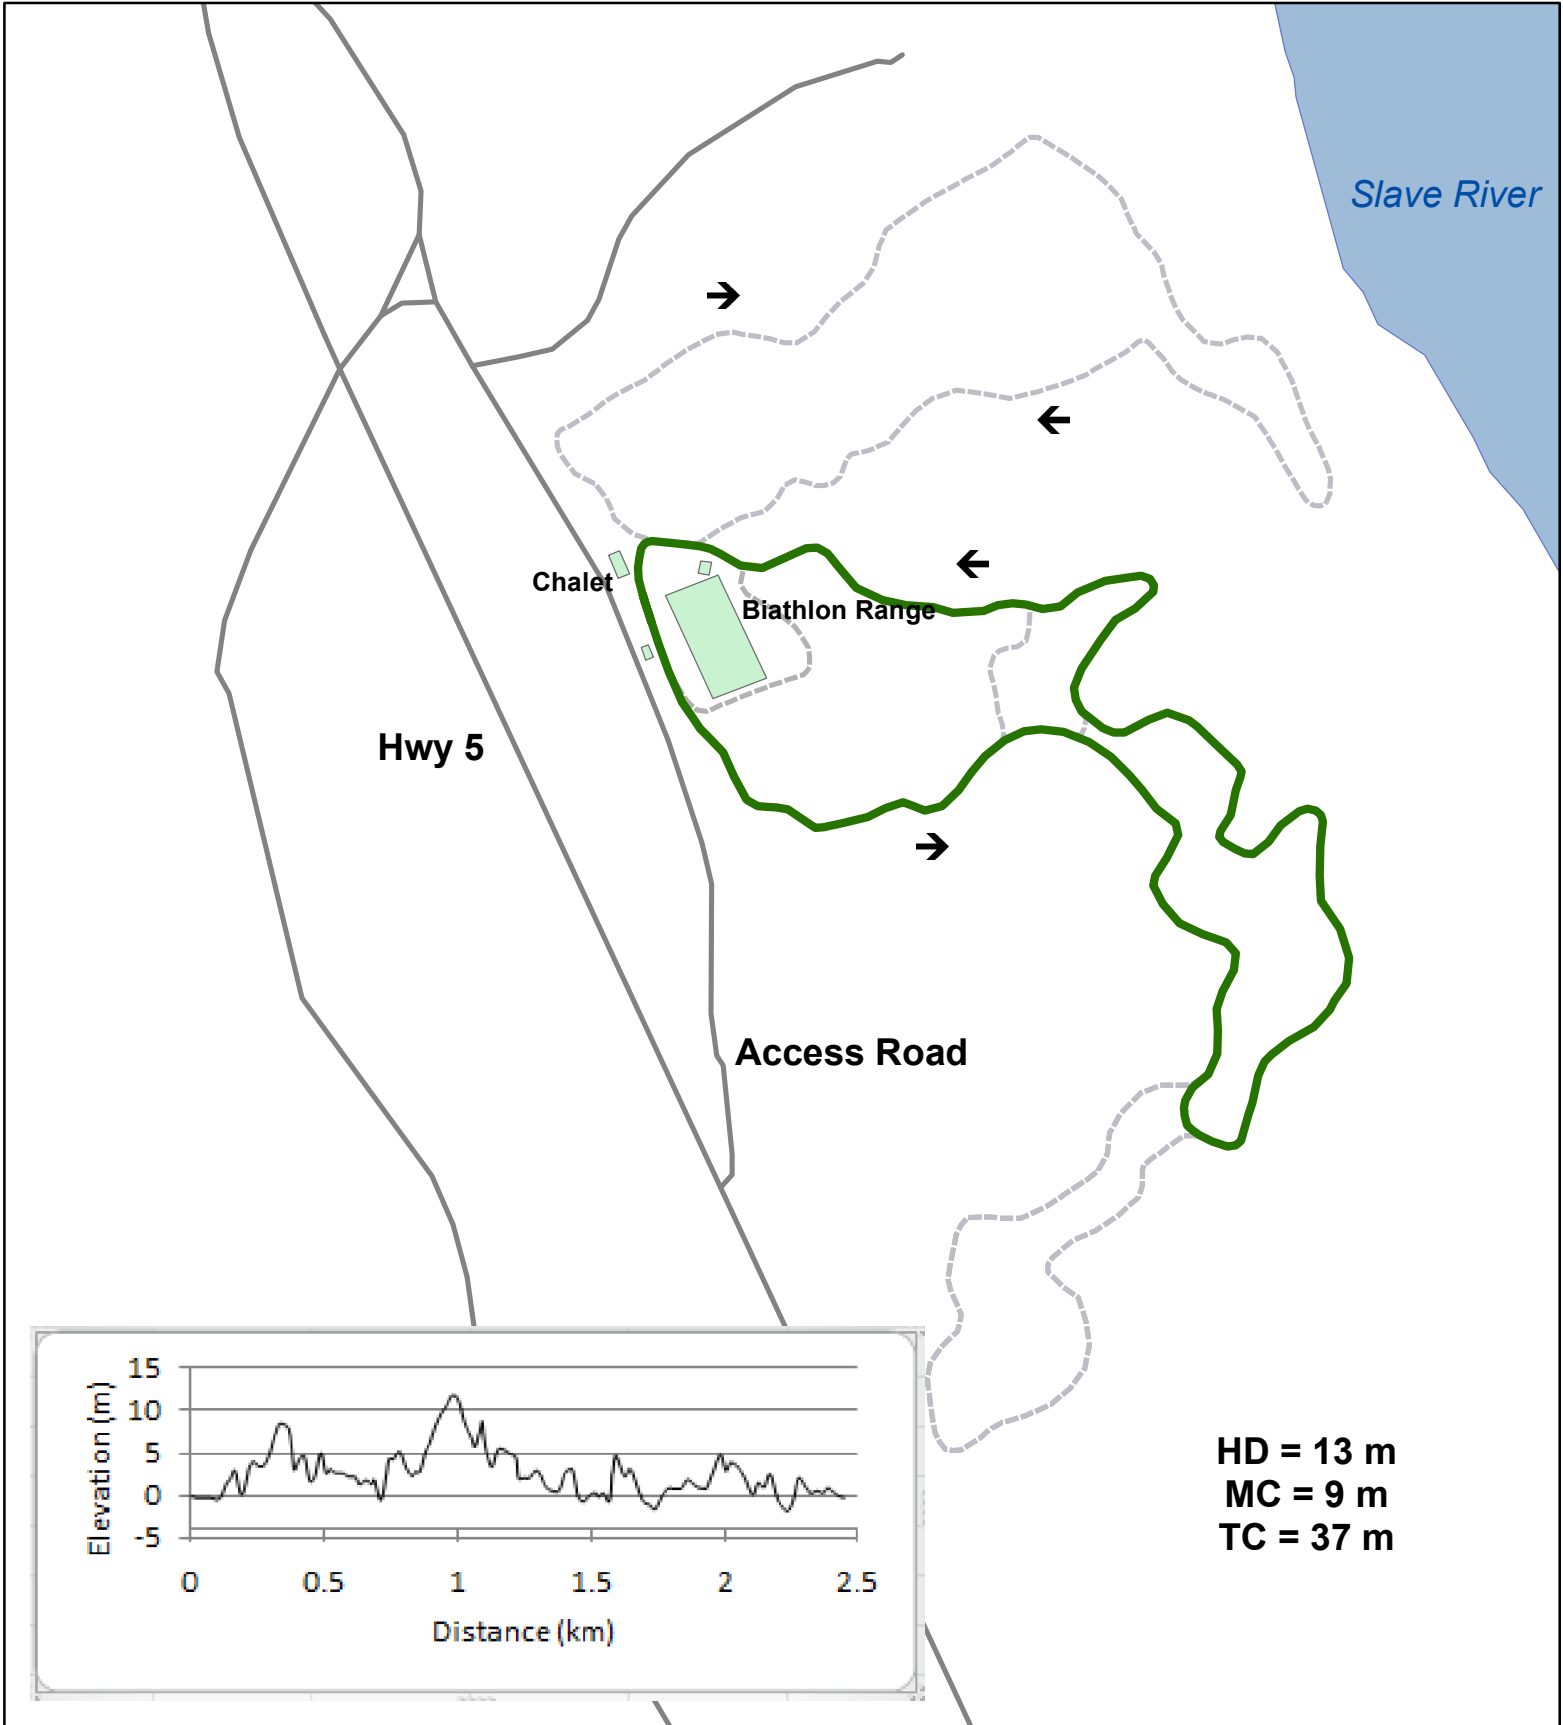 Slave River
Chalet
Biathlon Range
Hwy 5
Access Road
15
10
5
0
-5
Elevation (m)
0 0.5 1 1.5 2 2.5
Distance (km)
HD = 13 m
MC = 9 m
TC = 37 m